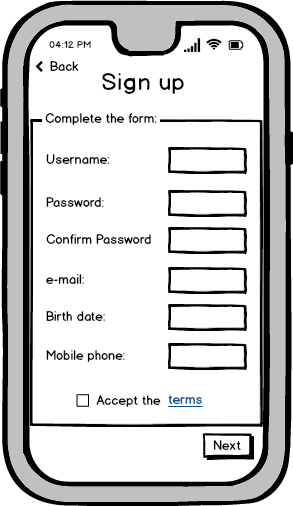 04:12 PM
Back
Sign up
Complete the form:
Username:
Password:
Confirm Password
e-mail:
Birth date:
Mobile phone:
Accept the terms
Next